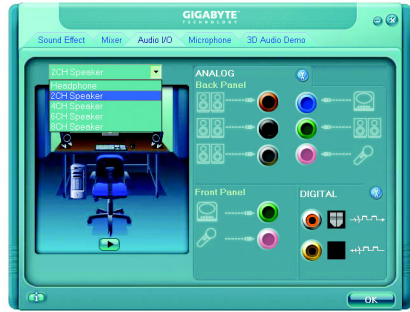 GIGABYTE
TECHNOLOGY
Sound Effect Mixer Audio I/O Microphone 3D Audio Demo
2CH Speaker
Headphone
2CH Speaker
4CH Speaker
6CH Speaker
8CH Speaker
ANALOG
Back Panel
Front Panel
DIGITAL
OK